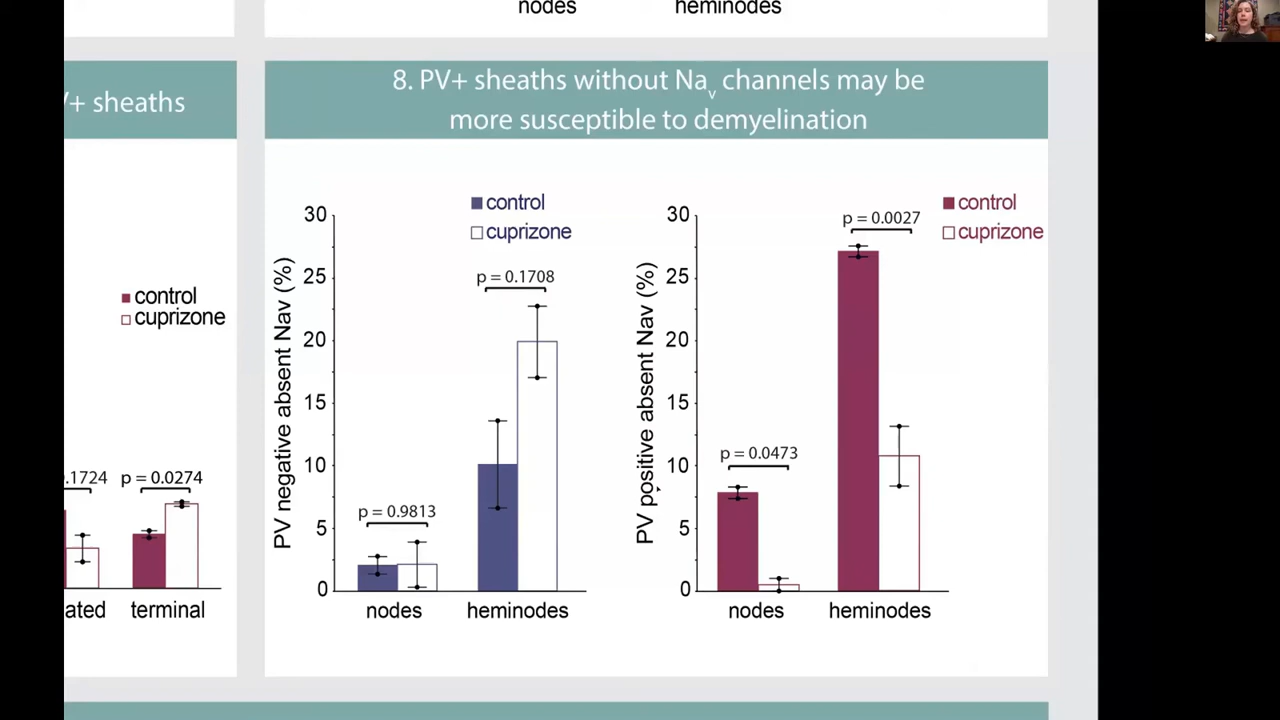 nodes heminodes
/+ sheaths
control
cuprizone
.1724 p = 0.0274
ated terminal
8. PV+ sheaths without Nav channels may be
more susceptible to demyelination
control
cuprizone
PV negative absent Nav (%)
30
25
20
15
10
5
0
p = 0.1708
p = 0.9813
nodes heminodes
control
cuprizone
PV positive absent Nav (%)
30
25
20
15
10
5
0
p = 0.0027
p = 0.0473
nodes heminodes